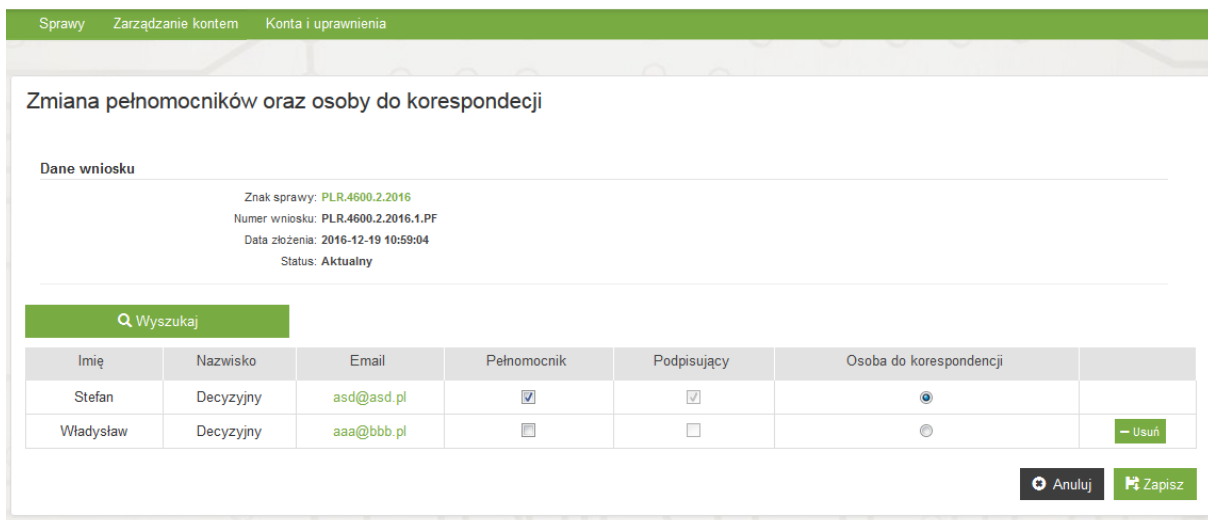 Sprawy Zarządzanie kontem Konta i uprawnienia
Zmiana pełnomocników oraz osoby do korespondecji
Dane wniosku
Znak sprawy: PLR.4600.2.2016
Numer wniosku: PLR.4600.2.2016.1.PF
Data złożenia: 2016-12-19 10:59:04
Status: Aktualny
Wyszukaj
Imię Nazwisko Email Pełnomocnik Podpisujący Osoba do korespondencji
Stefan Decyzyjny asd@asd.pl
Władysław Decyzyjny aaa@bbb.pl Usuń
Anuluj Zapisz